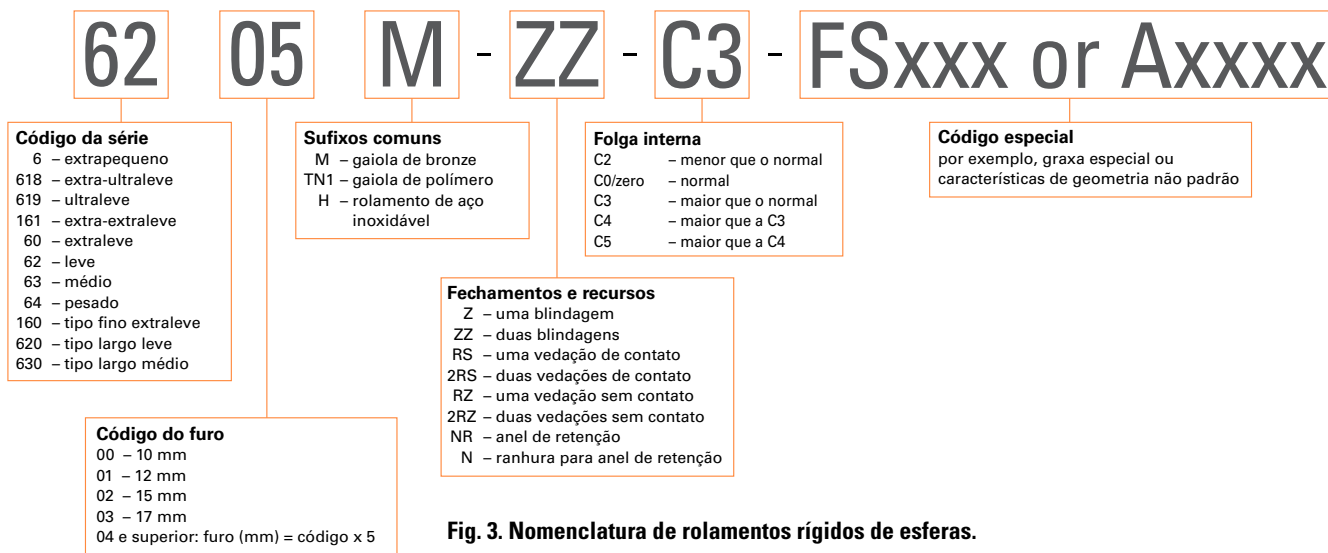 62 05 M - ZZ - C3 - FSxxx or Axxxx
Código da série
6 – extrapequeno
618 – extra-ultraleve
619 – ultraleve
161 – extra-extraleve
60 – extraleve
62 – leve
63 – médio
64 – pesado
160 – tipo fino extraleve
620 – tipo largo leve
630 – tipo largo médio
Código do furo
00 – 10 mm
01 – 12 mm
02 – 15 mm
03 – 17 mm
04 e superior: furo (mm) = código x 5
Sufixos comuns
M – gaiola de bronze
TN1 – gaiola de polímero
H – rolamento de aço
inoxidável
Fechamentos e recursos
Z – uma blindagem
ZZ – duas blindagens
RS – uma vedação de contato
2RS – duas vedações de contato
RZ – uma vedação sem contato
2RZ – duas vedações sem contato
NR – anel de retenção
N – ranhura para anel de retenção
Folga interna
C2 – menor que o normal
C0/zero – normal
C3 – maior que o normal
C4 – maior que a C3
C5 – maior que a C4
Código especial
por exemplo, graxa especial ou
características de geometria não padrão
Fig. 3. Nomenclatura de rolamentos rígidos de esferas.